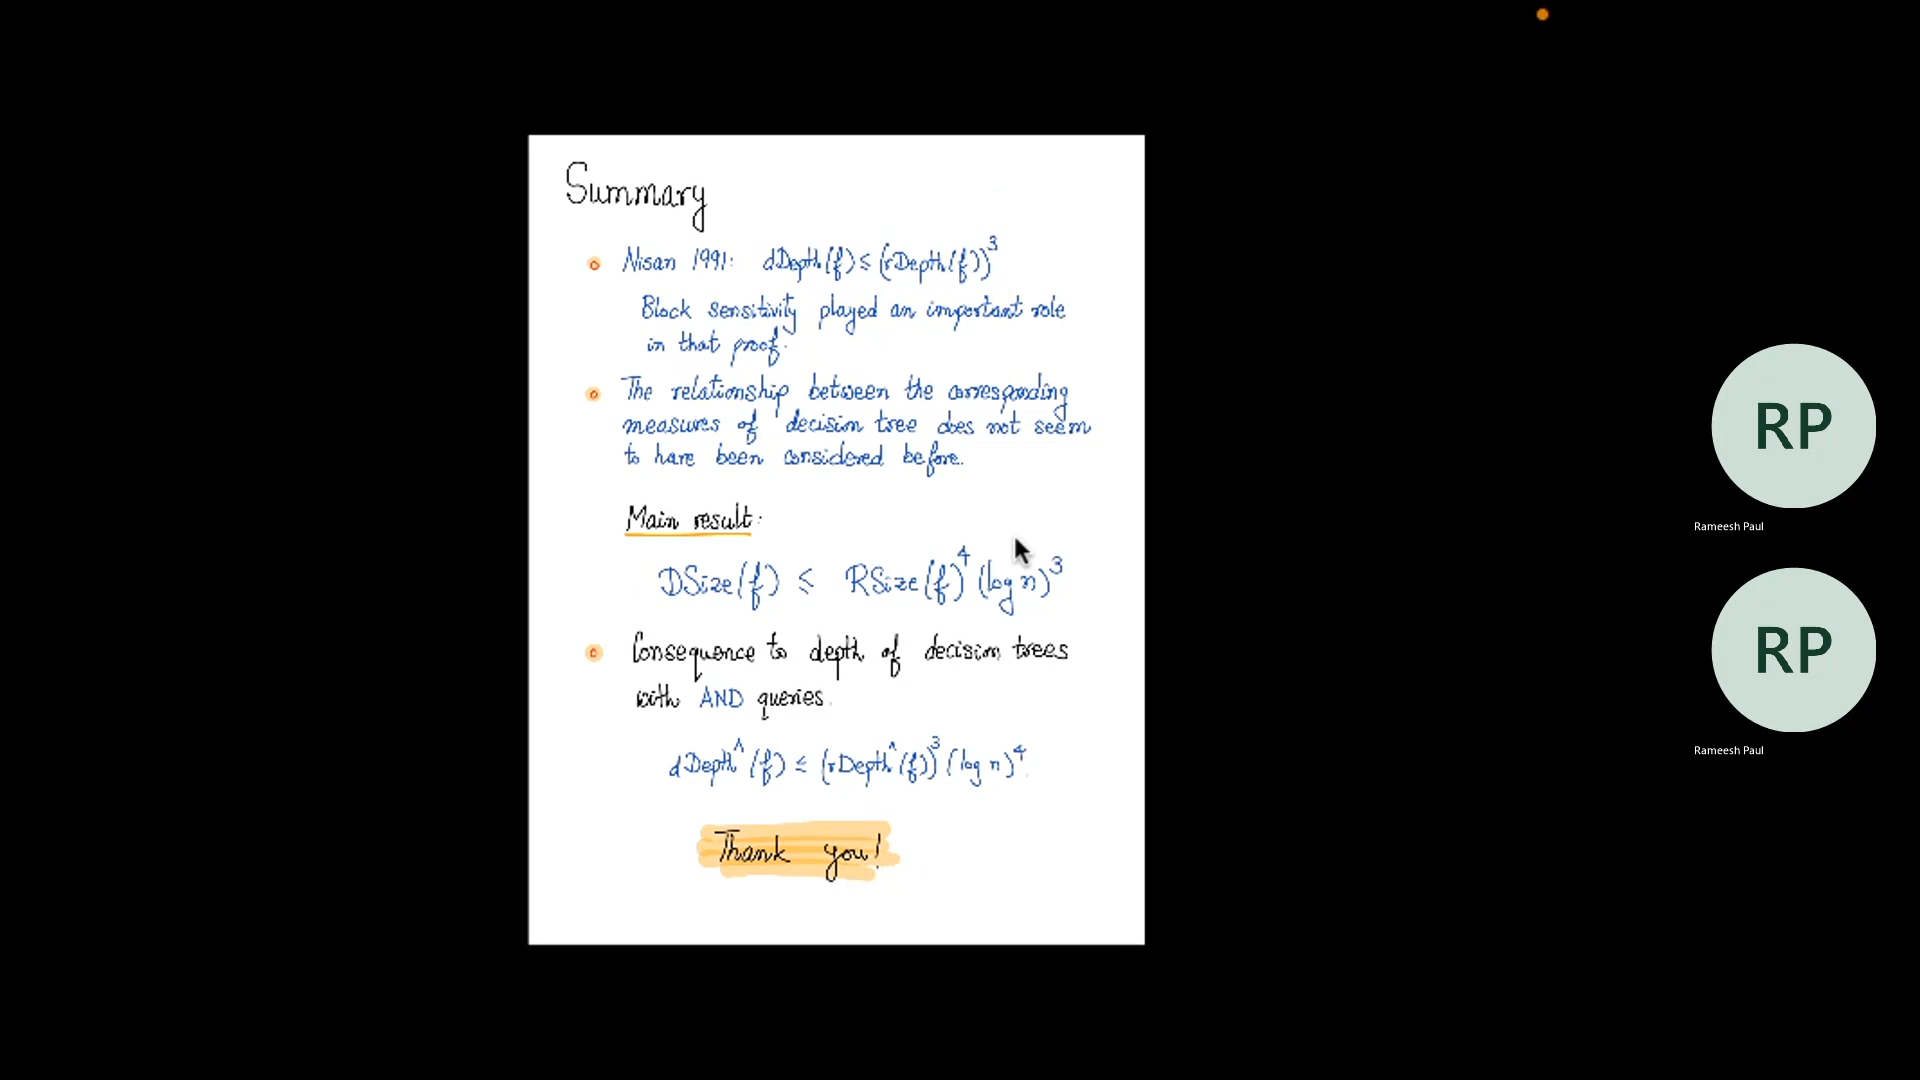 Summary
Nisan 1991: dDepth(f) ≤ (rDepth(f))^3
Block sensitivity played an important role
in that proof.
The relationship between the corresponding
measures of decision tree does not seem
to have been considered before.
Main result:
DSize(f) ≤ RSize(f)^4 (log n)^3
Consequence to depth of decision trees
with AND queries.
dDepth^∧(f) ≤ (rDepth^∧(f))^3 (log n)^4.
Thank you!
RP
Rameesh Paul
RP
Rameesh Paul